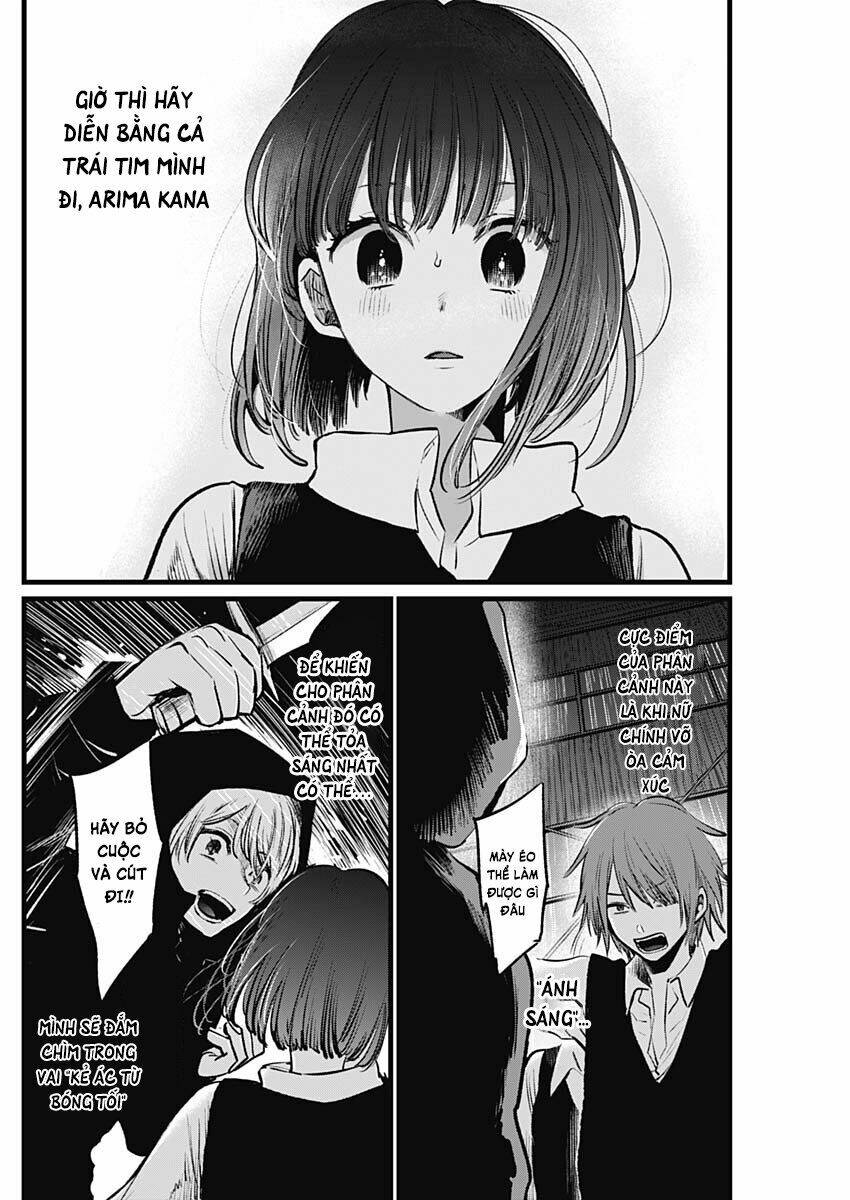 GIỜ THÌ HÃY
DIỄN BẰNG CẢ
TRÁI TIM MÌNH
ĐI, ARIMA KANA
CỰC ĐIỂM
CỦA PHÂN
CẢNH NÀY
LÀ KHI NỮ
CHÍNH VỠ
ÒA CẢM
XÚC
MÀY ÉO
THỂ LÀM
ĐƯỢC GÌ
ĐÂU
"ÁNH
SÁNG"...
ĐỂ KHIẾN
CHO PHÂN
CẢNH ĐÓ CÓ
THỂ TỎA
SÁNG NHẤT
CÓ THỂ...
HÃY BỎ
CUỘC
VÀ CÚT
ĐI!!
MÌNH SẼ ĐẮM
CHÌM TRONG
VAI "KẺ ÁC TỪ
BÓNG TỐI"